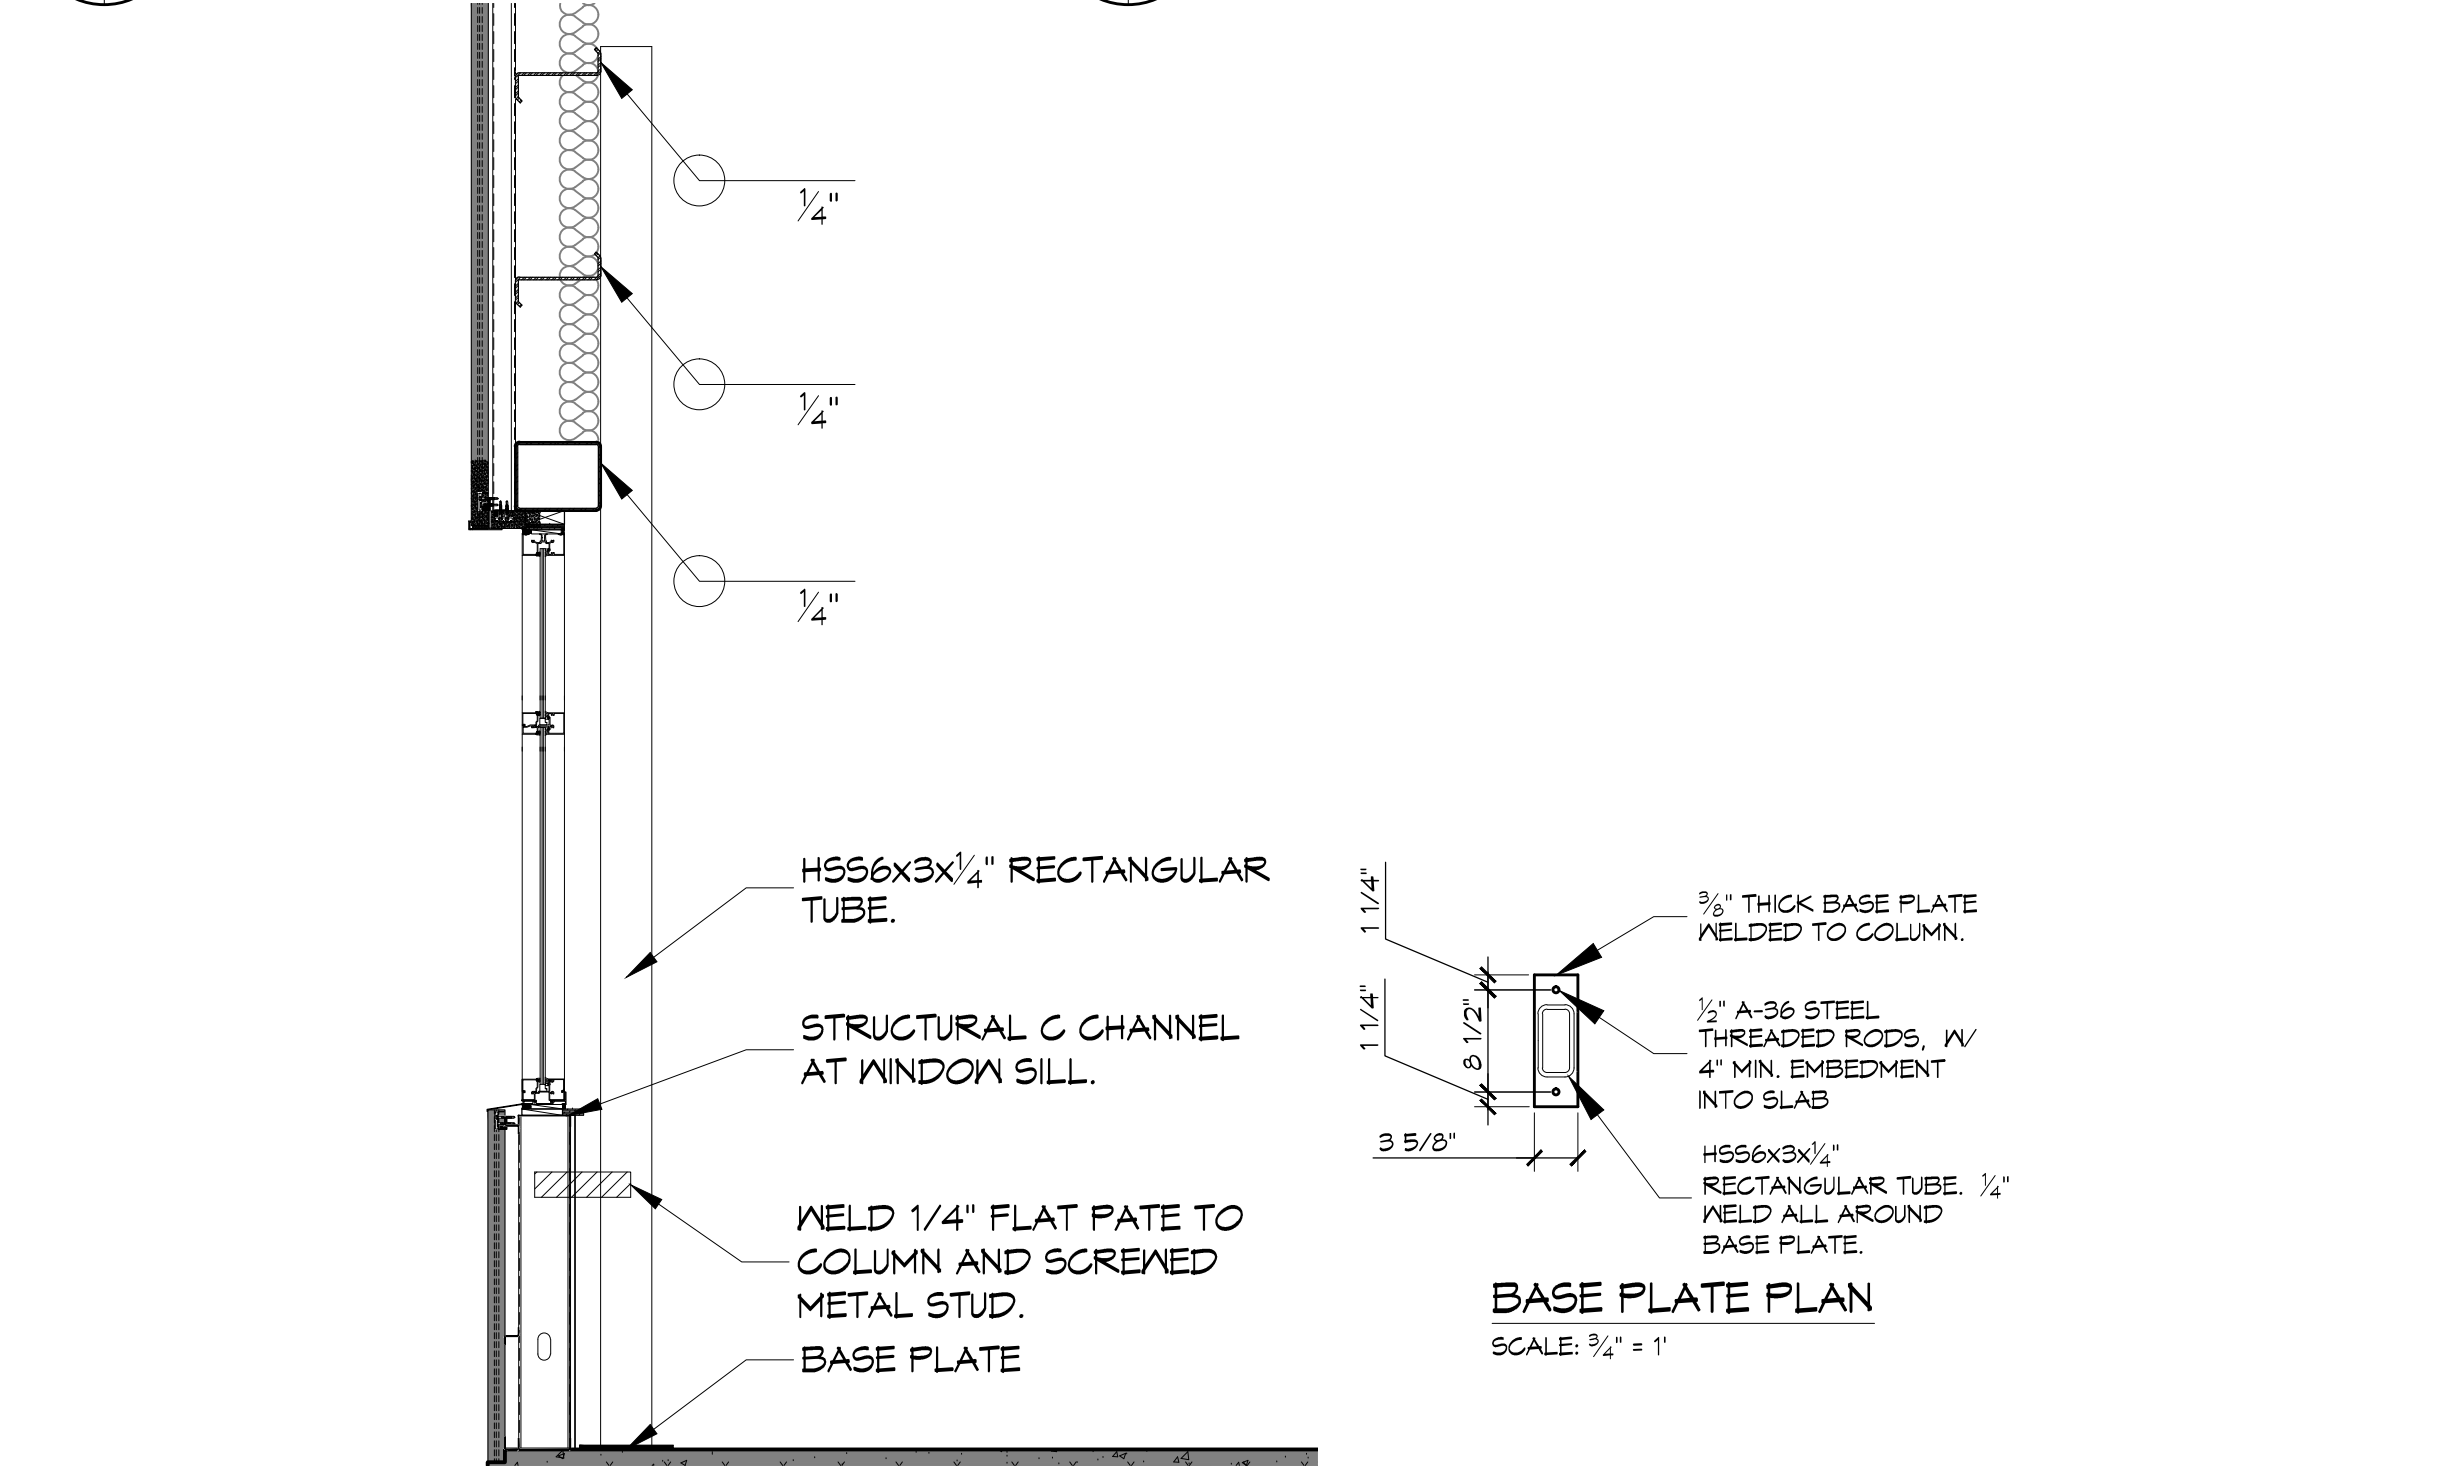 ¼"
¼"
¼"
HSS6x3x¼" RECTANGULAR
TUBE.
STRUCTURAL C CHANNEL
AT WINDOW SILL.
WELD 1/4" FLAT PATE TO
COLUMN AND SCREWED
METAL STUD.
BASE PLATE
1 1/4"
1 1/4"
8 1/2"
3 5/8"
⅜" THICK BASE PLATE
WELDED TO COLUMN.
½" A-36 STEEL
THREADED RODS, W/
4" MIN. EMBEDMENT
INTO SLAB
HSS6x3x¼"
RECTANGULAR TUBE. ¼"
WELD ALL AROUND
BASE PLATE.
BASE PLATE PLAN
SCALE: ¾" = 1'